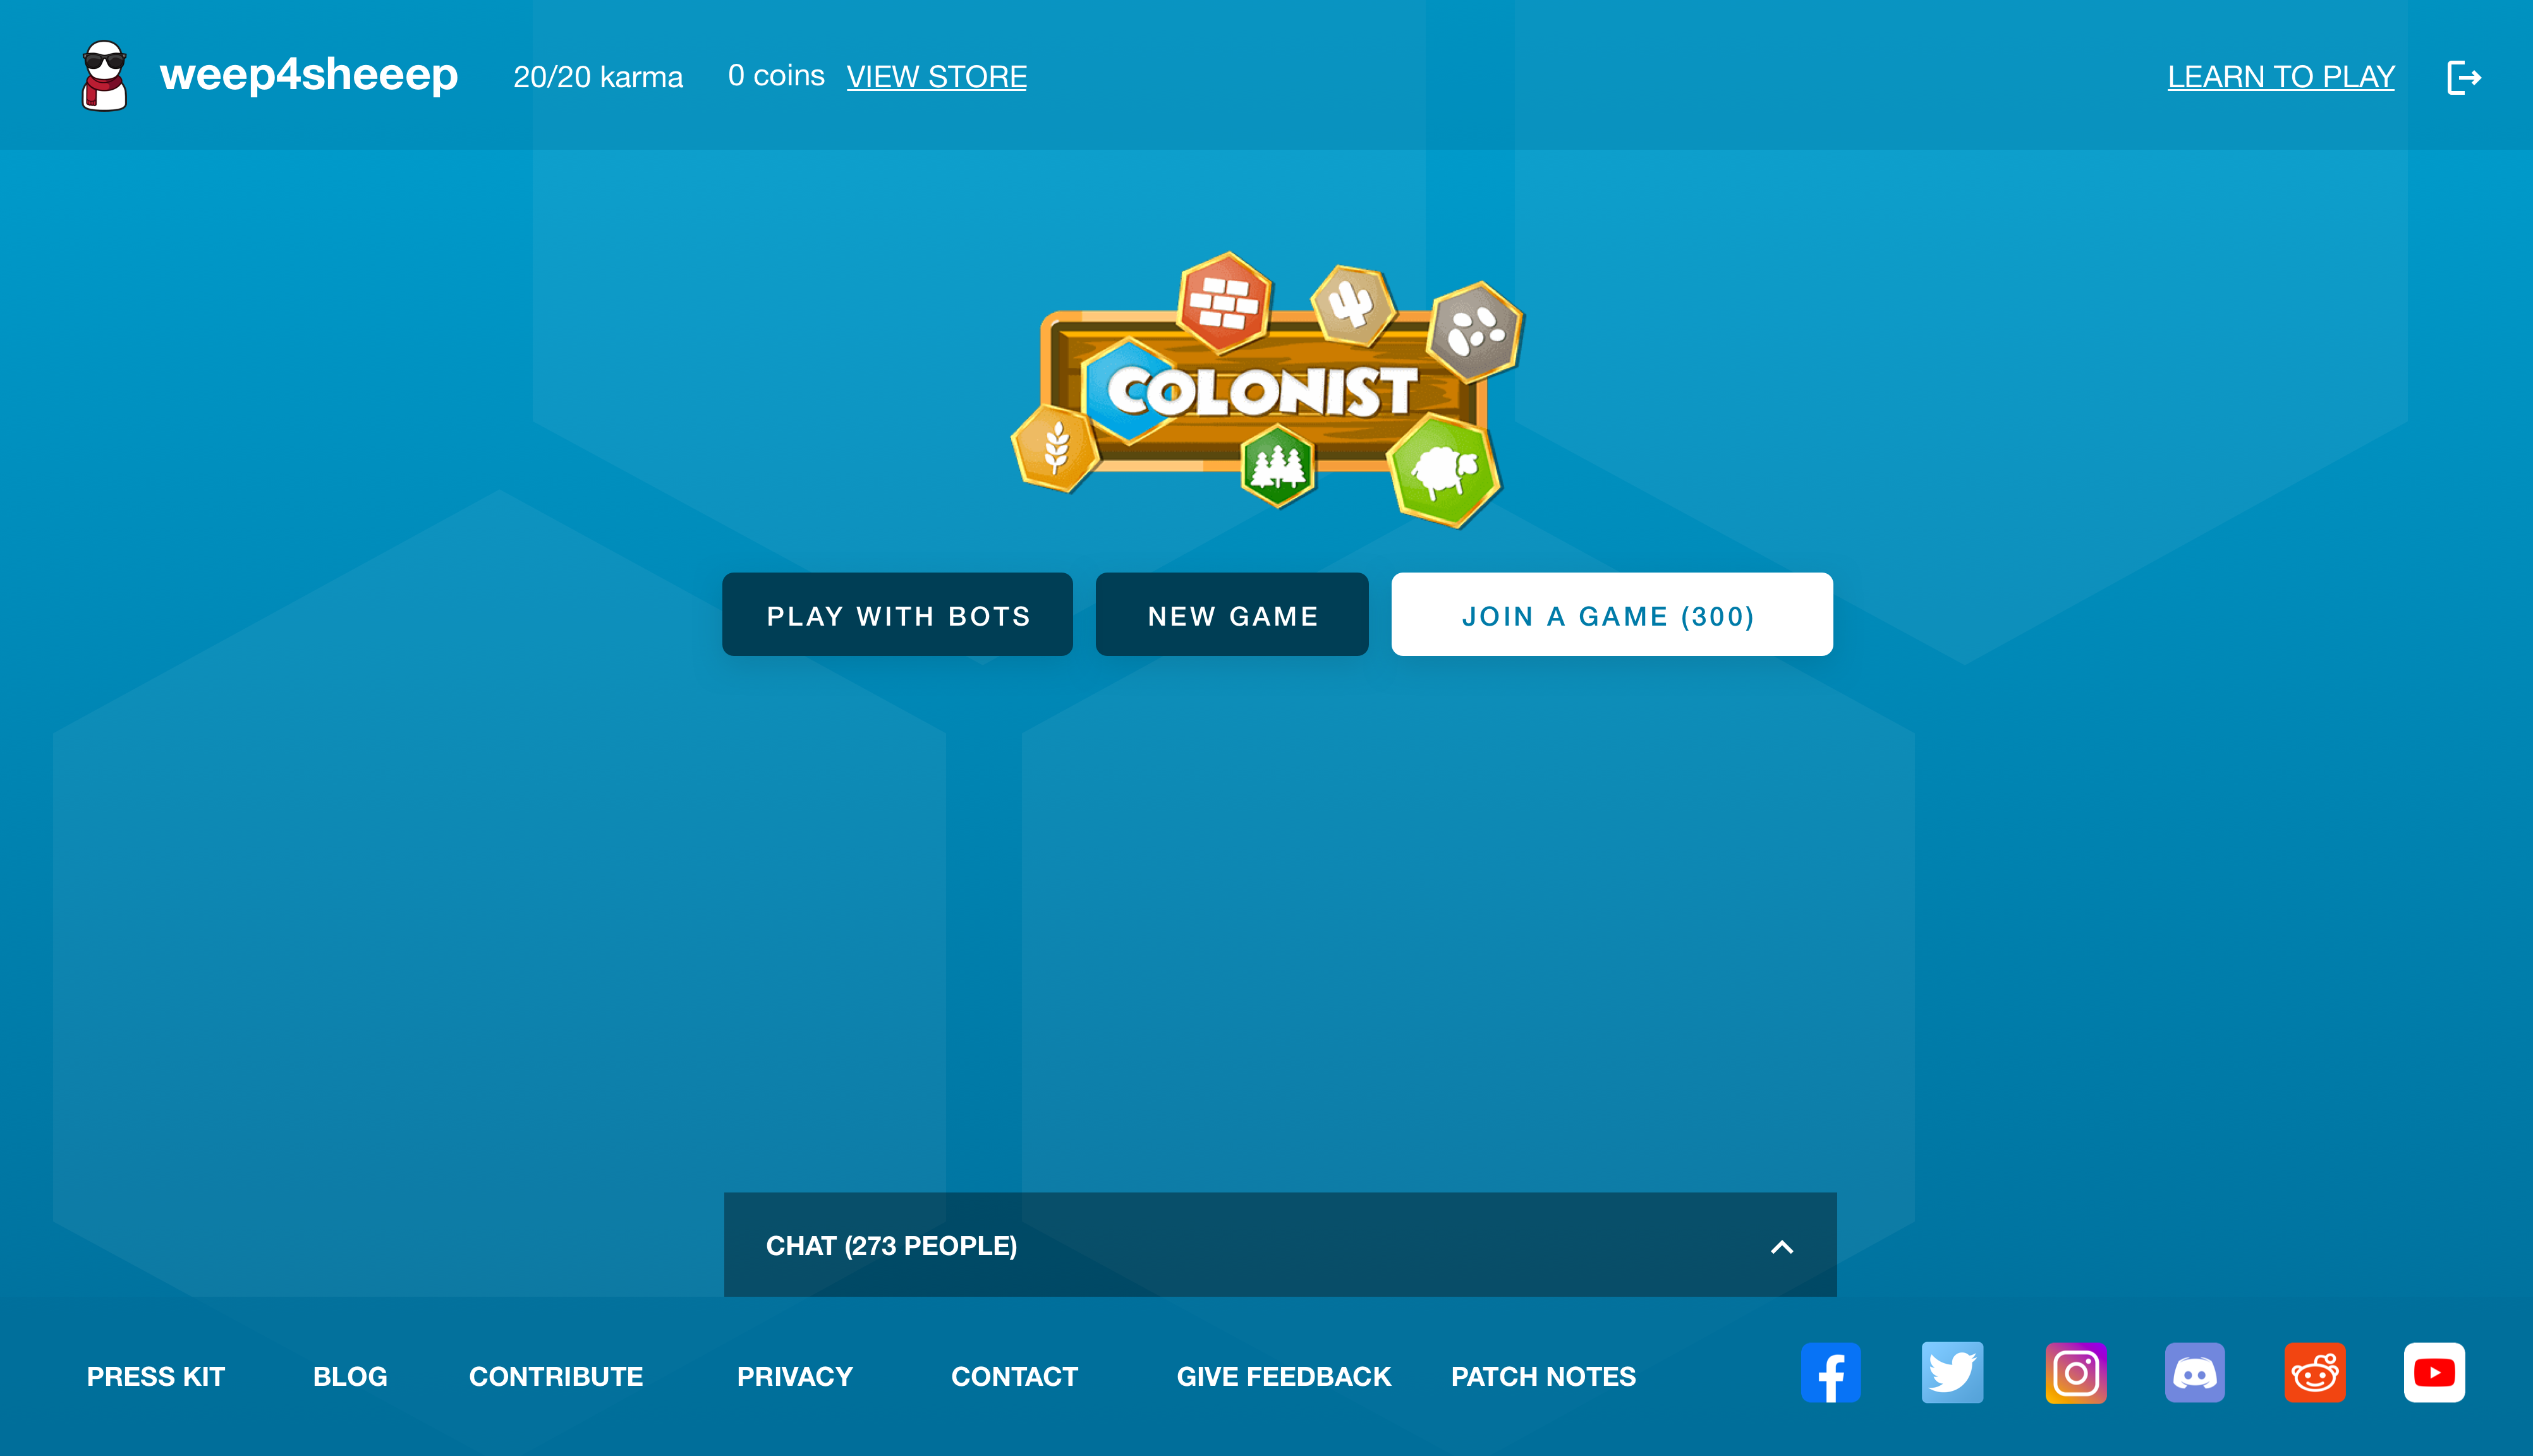 weep4sheeep 20/20 karma 0 coins VIEW STORE LEARN TO PLAY
COLONIST
PLAY WITH BOTS NEW GAME JOIN A GAME (300)
CHAT (273 PEOPLE)
PRESS KIT BLOG CONTRIBUTE PRIVACY CONTACT GIVE FEEDBACK PATCH NOTES